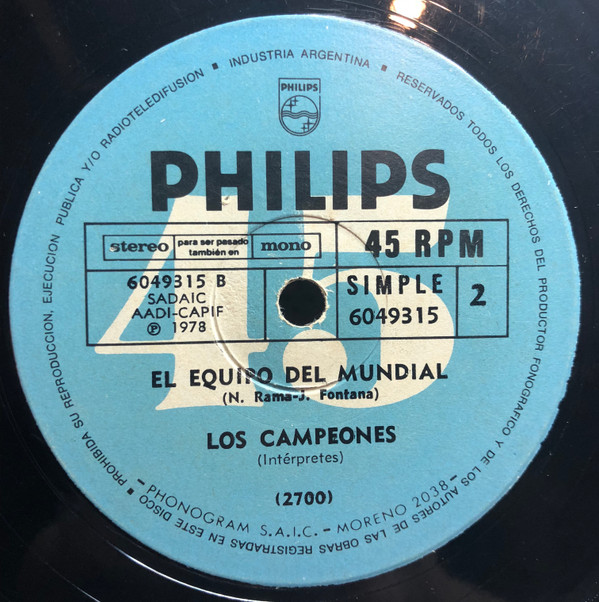 PROHIBIDA SU REPRODUCCION, EJECUCION PUBLICA Y/O RADIOTELEDIFUSION ▪ INDUSTRIA ARGENTINA ▪ RESERVADOS TODOS LOS DERECHOS DEL PRODUCTOR FONOGRAFICO Y DE LOS AUTORES DE LAS OBRAS REGISTRADAS EN ESTE DISCO ▪
PHILIPS
PHILIPS
45
stereo para ser pasado también en mono
45 RPM
6049315 B
SADAIC
AADI-CAPIF
℗ 1978
SIMPLE
6049315
2
EL EQUIPO DEL MUNDIAL
(N. Rama-J. Fontana)
LOS CAMPEONES
(Intérpretes)
(2700)
-PHONOGRAM S.A.I.C.- MORENO 2038-